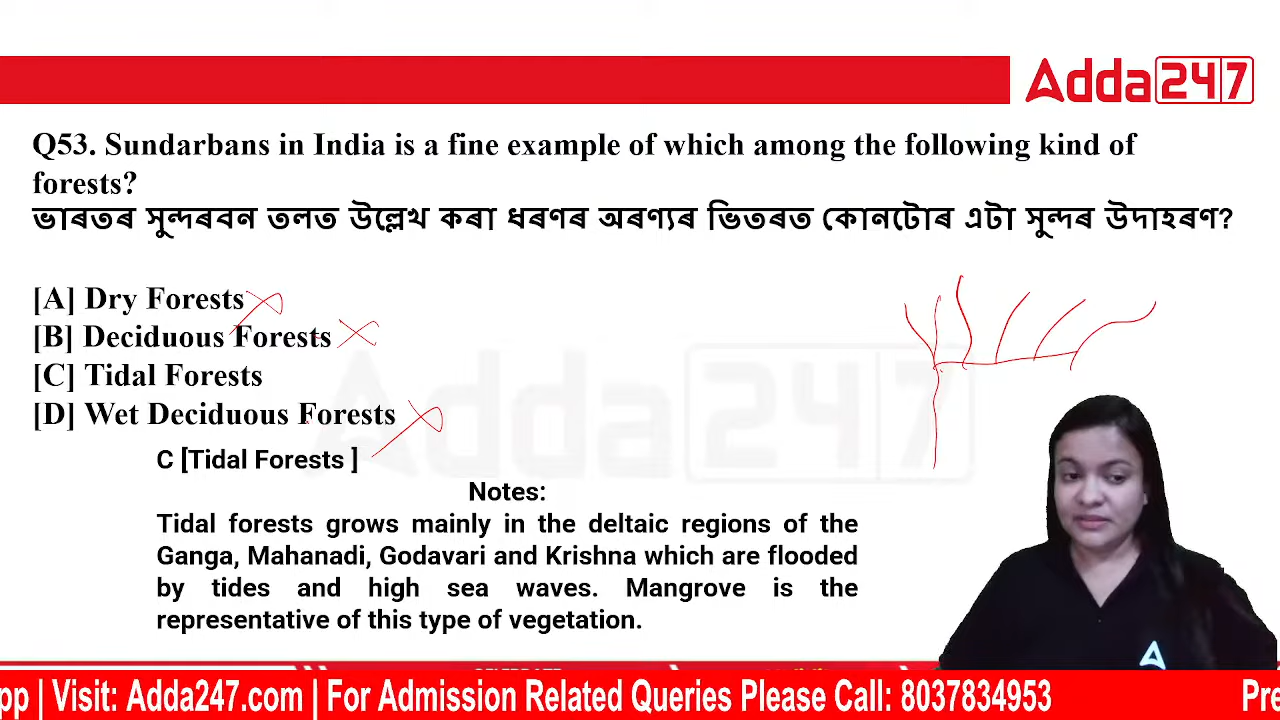 Adda247
Q53. Sundarbans in India is a fine example of which among the following kind of
forests?
ভাৰতৰ সুন্দৰবন তলত উল্লেখ কৰা ধৰণৰ অৰণ্যৰ ভিতৰত কোনটোৰ এটা সুন্দৰ উদাহৰণ?
[A] Dry Forests
[B] Deciduous Forests
[C] Tidal Forests
[D] Wet Deciduous Forests
C [Tidal Forests ]
Notes:
Tidal forests grows mainly in the deltaic regions of the
Ganga, Mahanadi, Godavari and Krishna which are flooded
by tides and high sea waves. Mangrove is the
representative of this type of vegetation.
Adda247
pp | Visit: Adda247.com | For Admission Related Queries Please Call: 8037834953 Pre